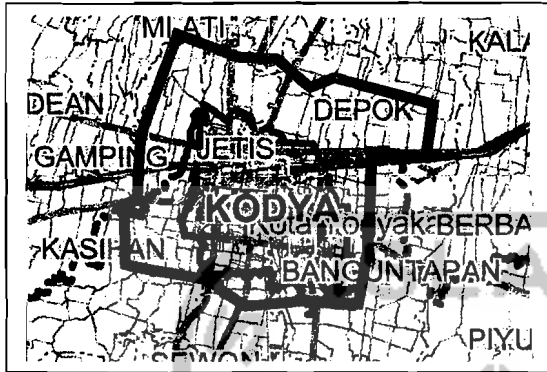 MLATI
KALA
DEAN
DEPOK
GAMPING
JETIS
KODYA
BERBA
KASIHAN
BANGUNTAPAN
PIYU
SEWON